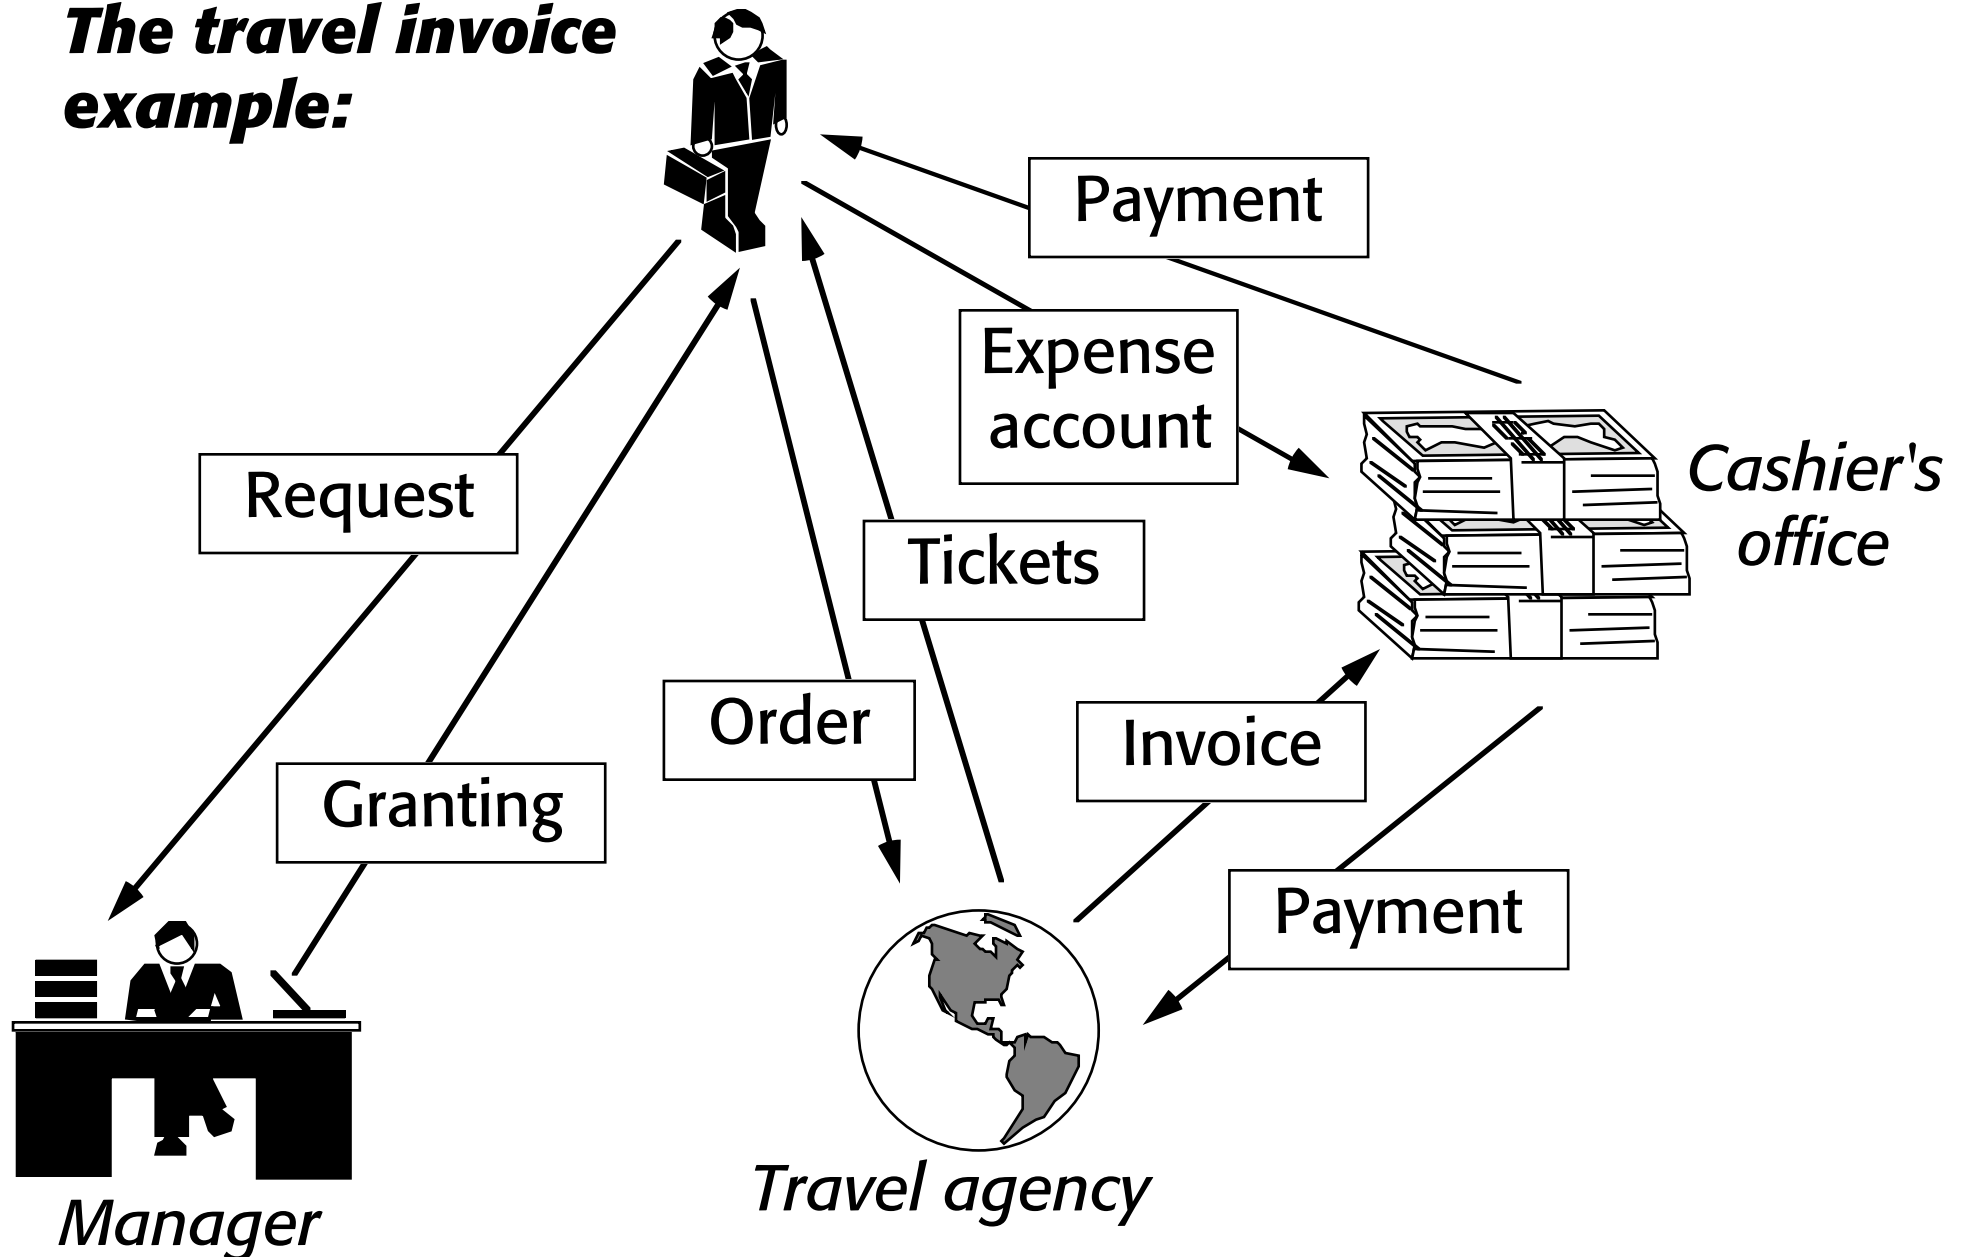 The travel invoice
example:
Payment
Expense
account
Request
Tickets
Cashier's
office
Order
Invoice
Granting
Payment
Travel agency
Manager